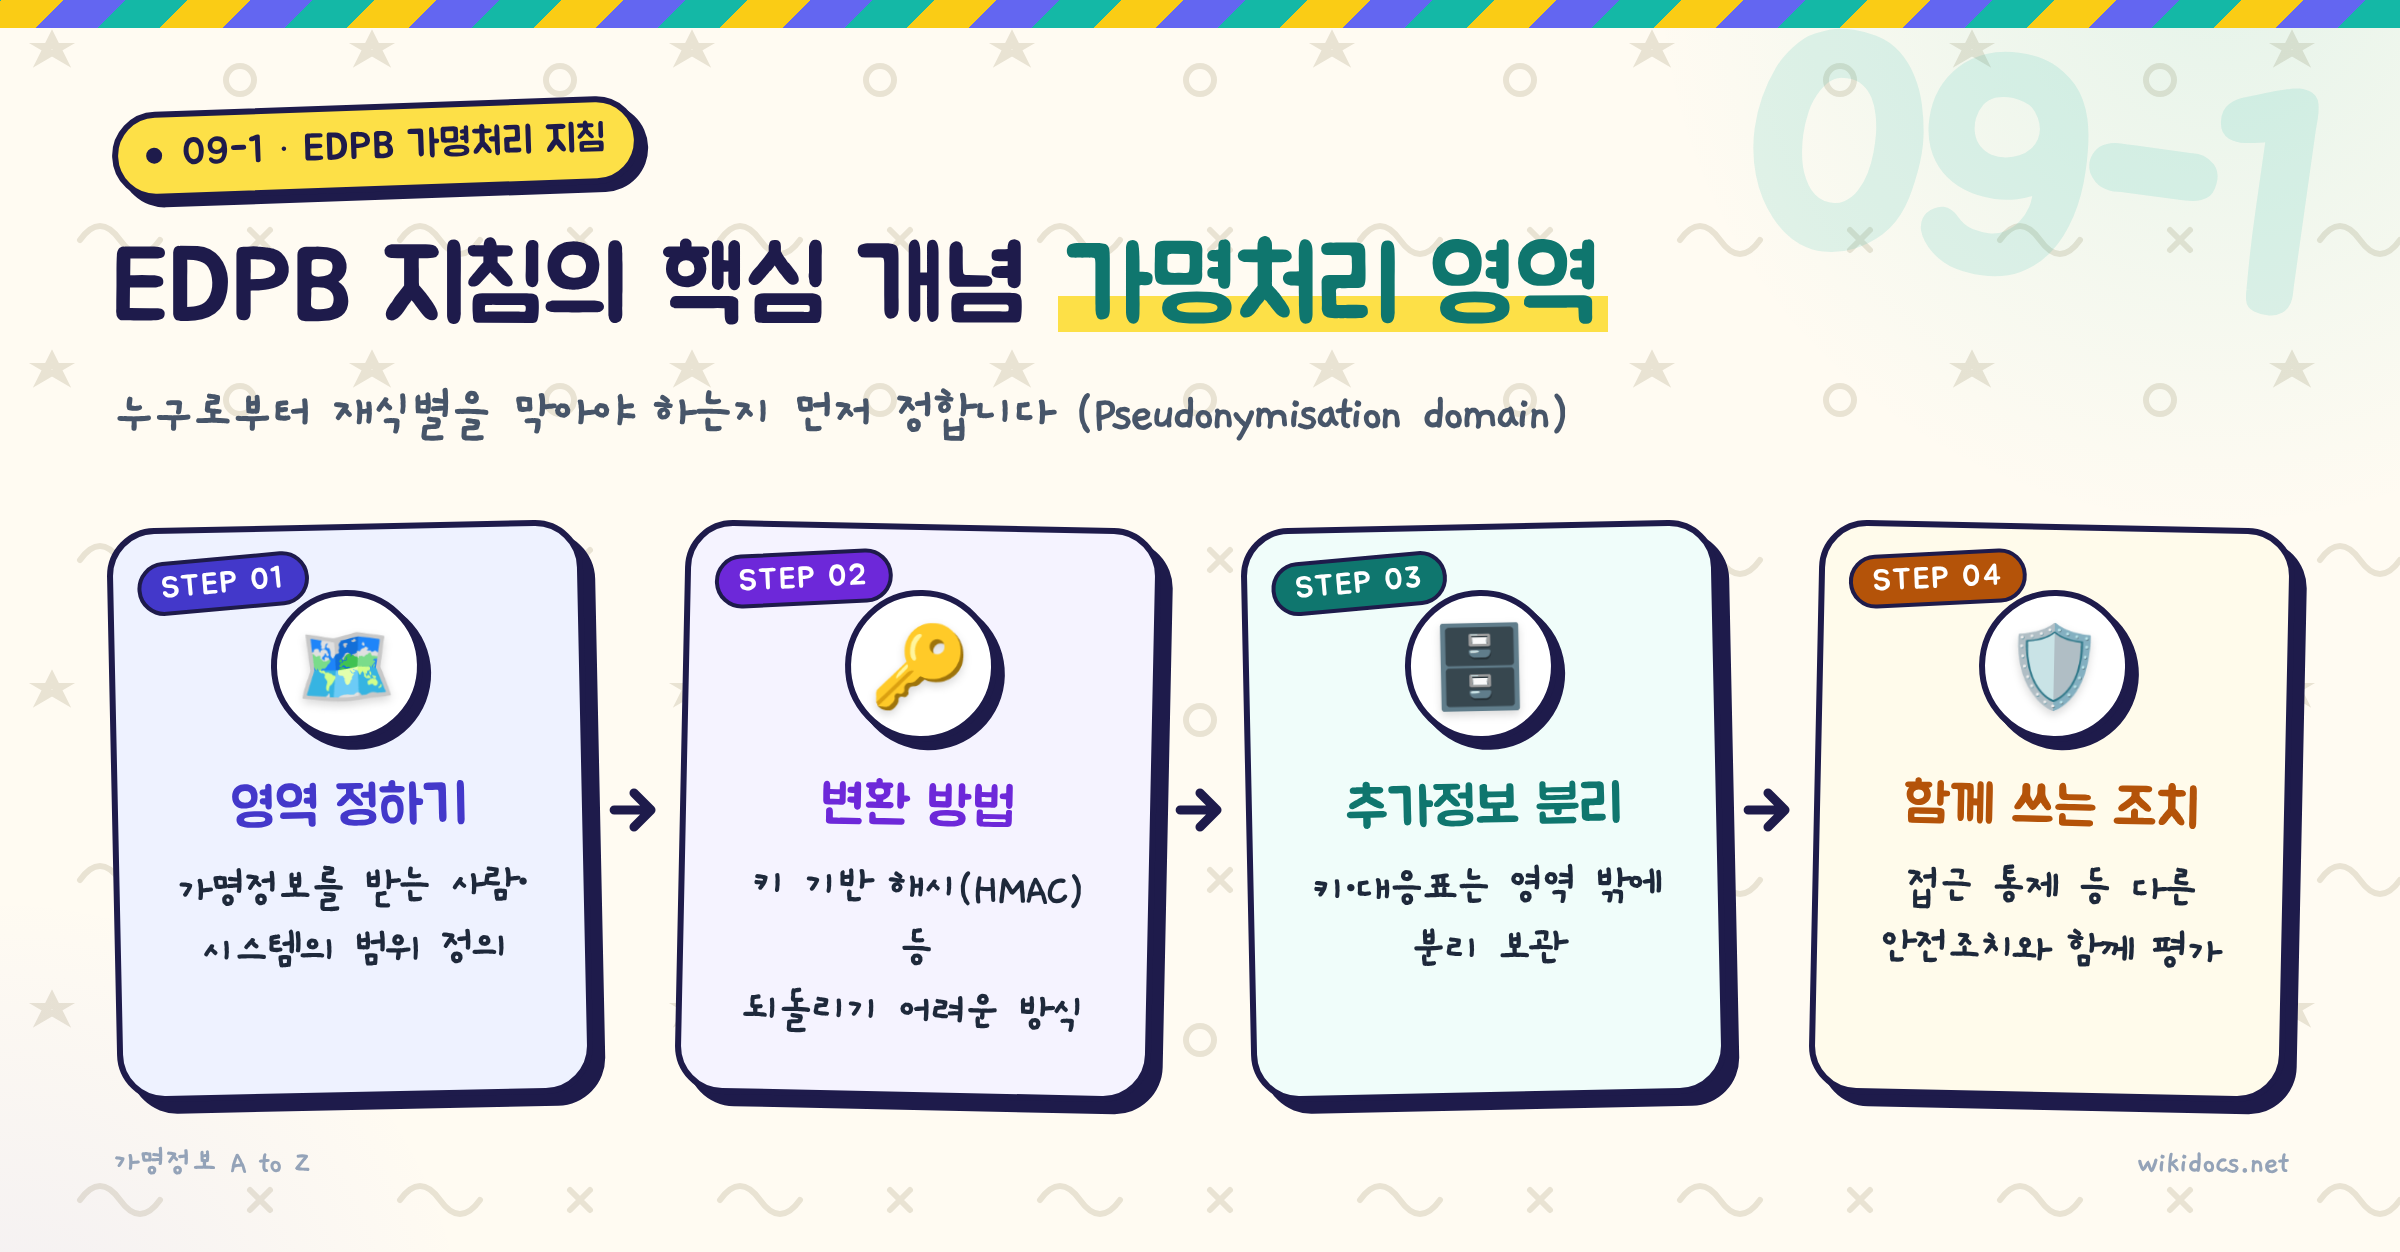 09-1
09-1 · EDPB 가명처리 지침
EDPB 지침의 핵심 개념 가명처리 영역
누구로부터 재식별을 막아야 하는지 먼저 정합니다 (Pseudonymisation domain)
STEP 01
영역 정하기
가명정보를 받는 사람·
시스템의 범위 정의
STEP 02
변환 방법
키 기반 해시(HMAC)
등
되돌리기 어려운 방식
STEP 03
추가정보 분리
키·대응표는 영역 밖에
분리 보관
STEP 04
함께 쓰는 조치
접근 통제 등 다른
안전조치와 함께 평가
가명정보 A to Z
wikidocs.net